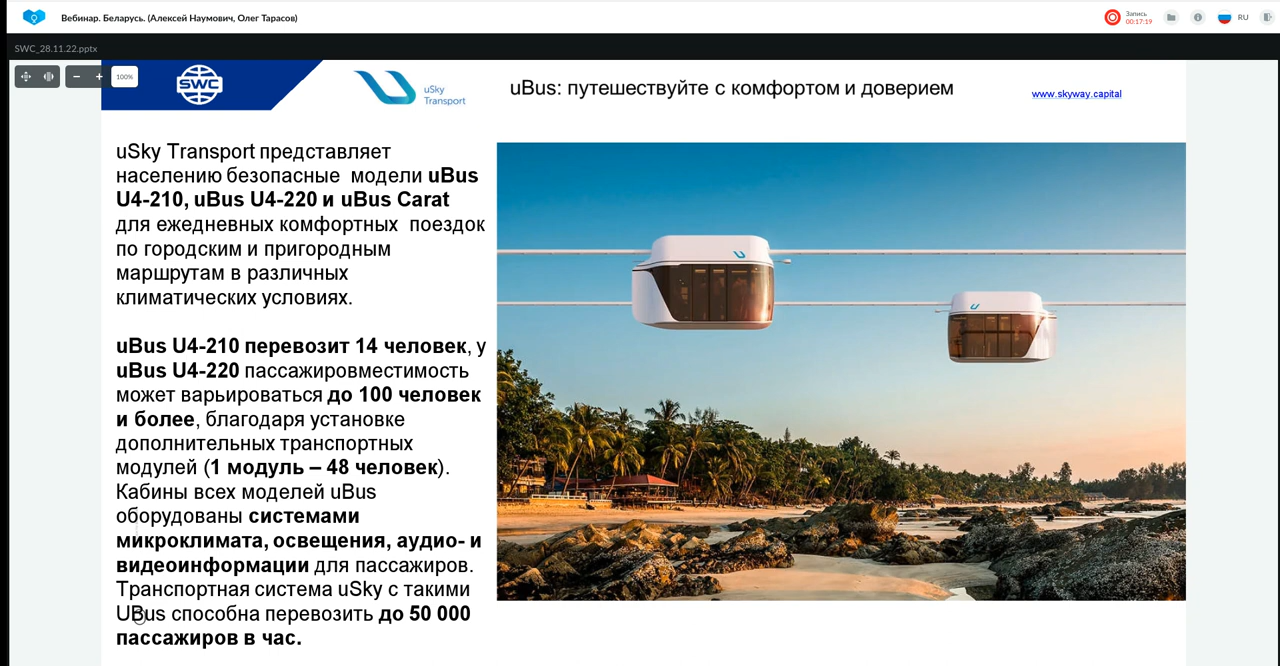 Вебинар. Беларусь. (Алексей Наумович, Олег Тарасов)
Запись
00:17:19
RU
SWC_28.11.22.pptx
100%
SWC
uSky
Transport
uBus: путешествуйте с комфортом и доверием
www.skyway.capital
uSky Transport представляет
населению безопасные модели uBus
U4-210, uBus U4-220 и uBus Carat
для ежедневных комфортных поездок
по городским и пригородным
маршрутам в различных
климатических условиях.
uBus U4-210 перевозит 14 человек, у
uBus U4-220 пассажировместимость
может варьироваться до 100 человек
и более, благодаря установке
дополнительных транспортных
модулей (1 модуль – 48 человек).
Кабины всех моделей uBus
оборудованы системами
микроклимата, освещения, аудио- и
видеоинформации для пассажиров.
Транспортная система uSky с такими
UBus способна перевозить до 50 000
пассажиров в час.